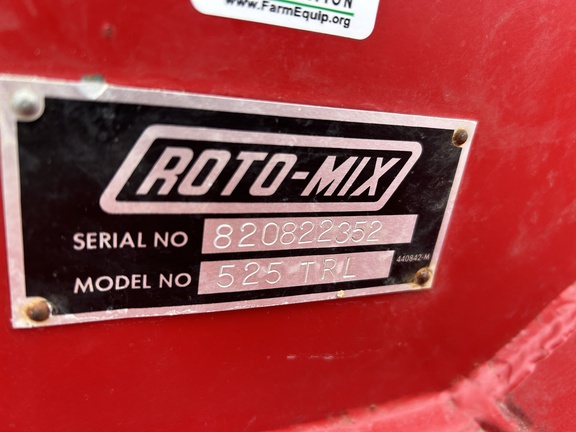 www.FarmEquip.org
ROTO-MIX
SERIAL NO 820822352
MODEL NO 525 TRL
440842-M